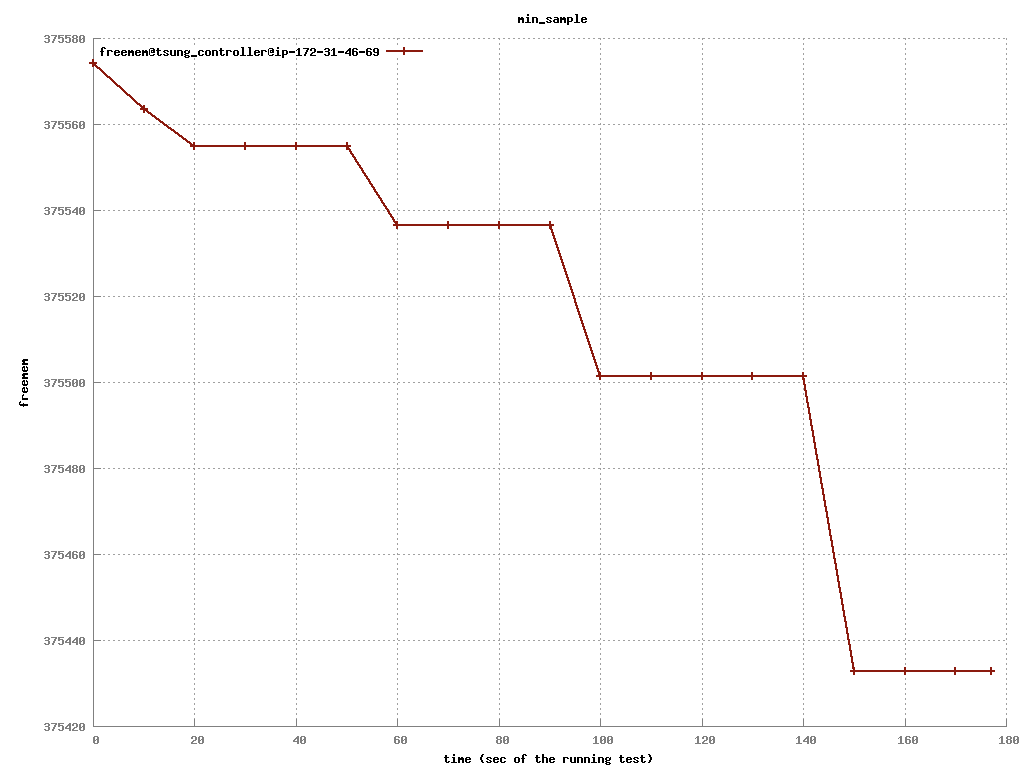 min_sample
freemem@tsung_controller@ip-172-31-46-69
375580
375560
375540
375520
375500
375480
375460
375440
375420
freemem
0 20 40 60 80 100 120 140 160 180
time (sec of the running test)